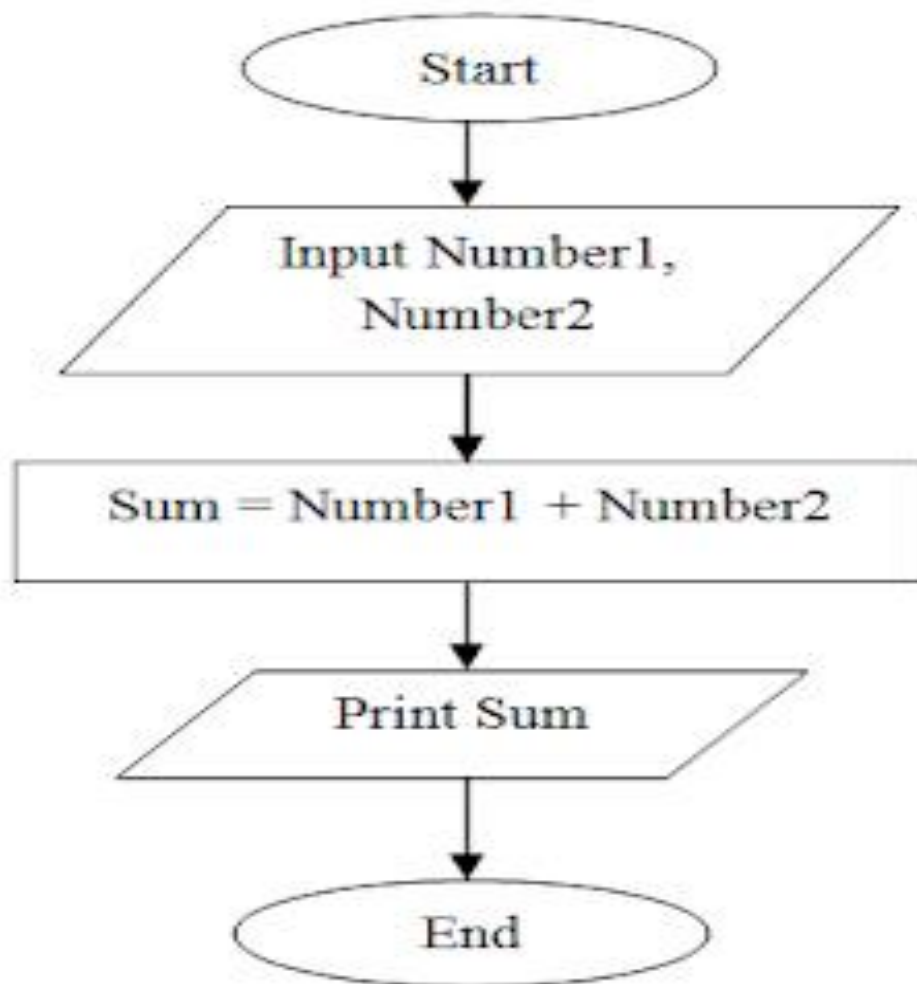 Start
Input Number1,
Number2
Sum = Number1 + Number2
Print Sum
End